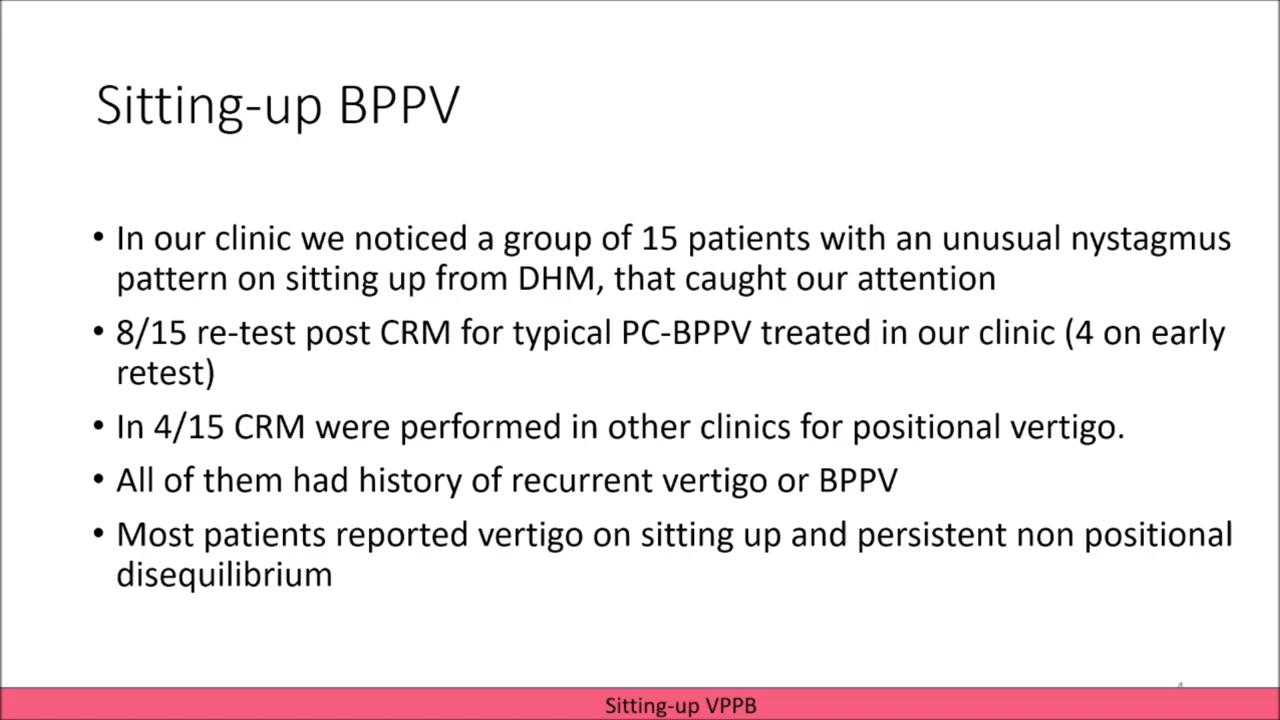 Sitting-up BPPV
• In our clinic we noticed a group of 15 patients with an unusual nystagmus
pattern on sitting up from DHM, that caught our attention
• 8/15 re-test post CRM for typical PC-BPPV treated in our clinic (4 on early
retest)
• In 4/15 CRM were performed in other clinics for positional vertigo.
• All of them had history of recurrent vertigo or BPPV
• Most patients reported vertigo on sitting up and persistent non positional
disequilibrium
Sitting-up VPPB